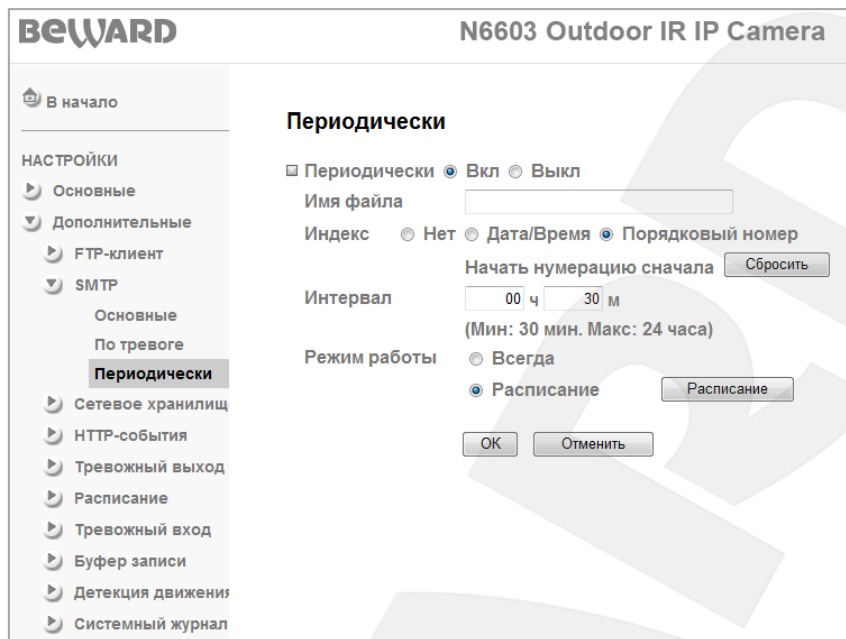 BEWARD
N6603 Outdoor IR IP Camera
В начало
НАСТРОЙКИ
Основные
Дополнительные
FTP-клиент
SMTP
Основные
По тревоге
Периодически
Сетевое хранилищ
HTTP-события
Тревожный выход
Расписание
Тревожный вход
Буфер записи
Детекция движения
Системный журнал
Периодически
Периодически Вкл Выкл
Имя файла
Индекс Нет Дата/Время Порядковый номер
Начать нумерацию сначала Сбросить
Интервал 00 ч 30 м
(Мин: 30 мин. Макс: 24 часа)
Режим работы Всегда
Расписание Расписание
OK Отменить